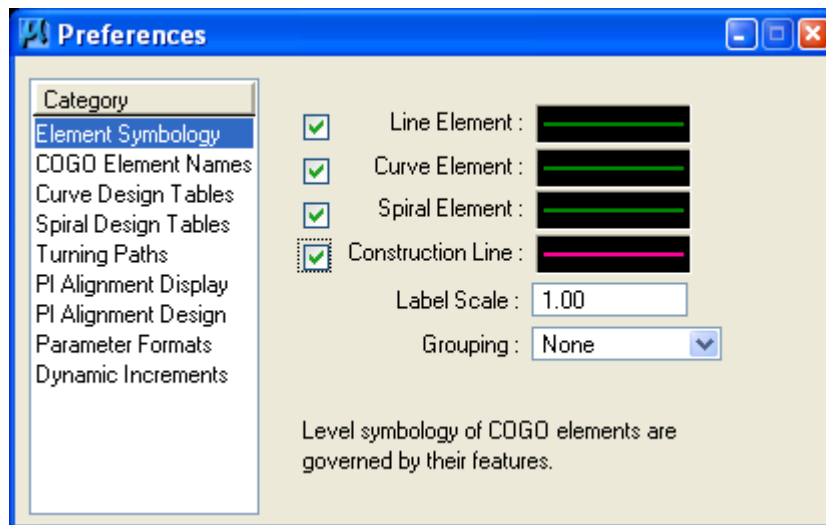 Preferences
Category
Element Symbology
COGO Element Names
Curve Design Tables
Spiral Design Tables
Turning Paths
PI Alignment Display
PI Alignment Design
Parameter Formats
Dynamic Increments
Line Element :
Curve Element :
Spiral Element :
Construction Line :
Label Scale : 1.00
Grouping : None
Level symbology of COGO elements are
governed by their features.